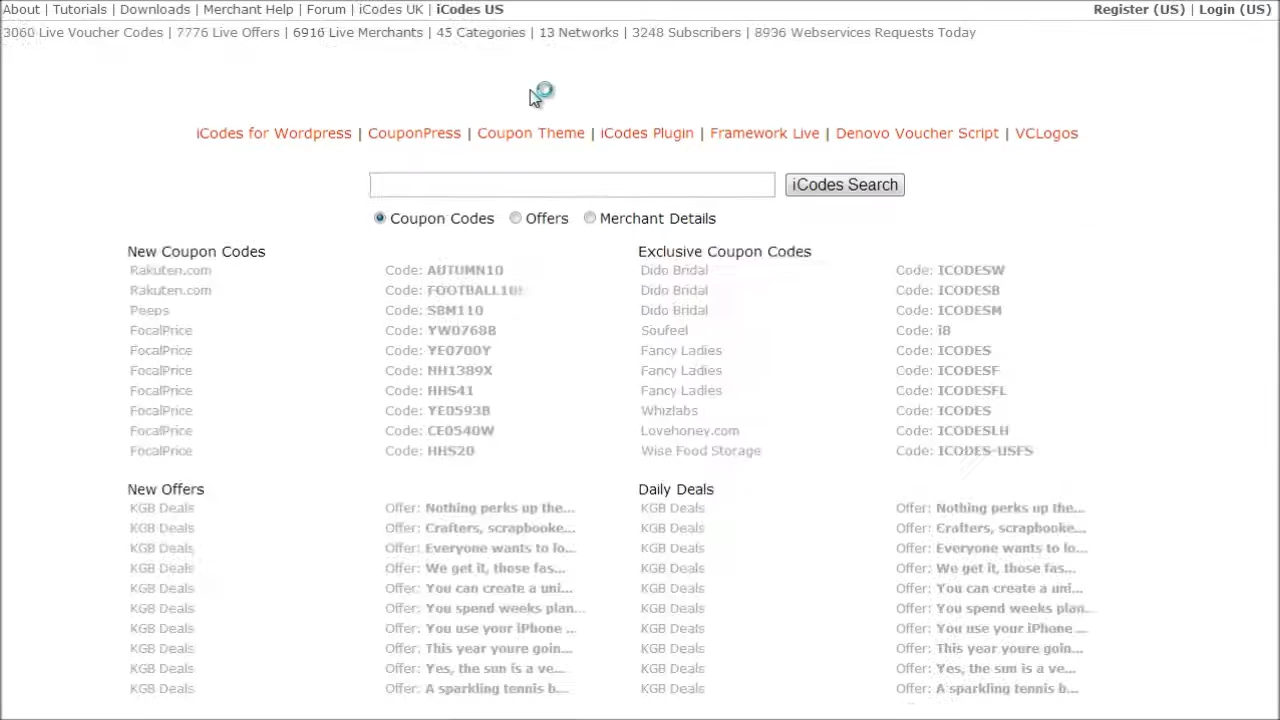 About | Tutorials | Downloads | Merchant Help | Forum | iCodes UK | iCodes US Register (US) | Login (US)
3060 Live Voucher Codes | 7776 Live Offers | 6916 Live Merchants | 45 Categories | 13 Networks | 3248 Subscribers | 8936 Webservices Requests Today
iCodes for Wordpress | CouponPress | Coupon Theme | iCodes Plugin | Framework Live | Denovo Voucher Script | VCLogos
iCodes Search
Coupon Codes Offers Merchant Details
New Coupon Codes Exclusive Coupon Codes
Rakuten.com Code: AUTUMN10 Dido Bridal Code: ICODESW
Rakuten.com Code: Dido Bridal Code: ICODESB
Peeps Code: SBM110 Dido Bridal Code: ICODESM
FocalPrice Code: YW0768B Soufeel Code: i8
FocalPrice Code: YE0700Y Fancy Ladies Code: ICODES
FocalPrice Code: HH1389X Fancy Ladies Code: ICODESF
FocalPrice Code: HHS41 Fancy Ladies Code: ICODESFL
FocalPrice Code: YE0593B Whizlabs Code: ICODES
FocalPrice Code: CE0540W Lovehoney.com Code: ICODESLH
FocalPrice Code: HHS20 Wise Food Storage Code: ICODES-USFS
New Offers Daily Deals
KGB Deals Offer: Nothing perks up the... KGB Deals Offer: Nothing perks up the...
KGB Deals Offer: Crafters, scrapbooke... KGB Deals Offer: Crafters, scrapbooke...
KGB Deals Offer: Everyone wants to lo... KGB Deals Offer: Everyone wants to lo...
KGB Deals Offer: We get it, those fas... KGB Deals Offer: We get it, those fas...
KGB Deals Offer: You can create a uni... KGB Deals Offer: You can create a uni...
KGB Deals Offer: You spend weeks plan... KGB Deals Offer: You spend weeks plan...
KGB Deals Offer: You use your iPhone ... KGB Deals Offer: You use your iPhone ...
KGB Deals Offer: This year youre goin... KGB Deals Offer: This year youre goin...
KGB Deals Offer: Yes, the sun is a ve... KGB Deals Offer: Yes, the sun is a ve...
KGB Deals Offer: A sparkling tennis b... KGB Deals Offer: A sparkling tennis b...